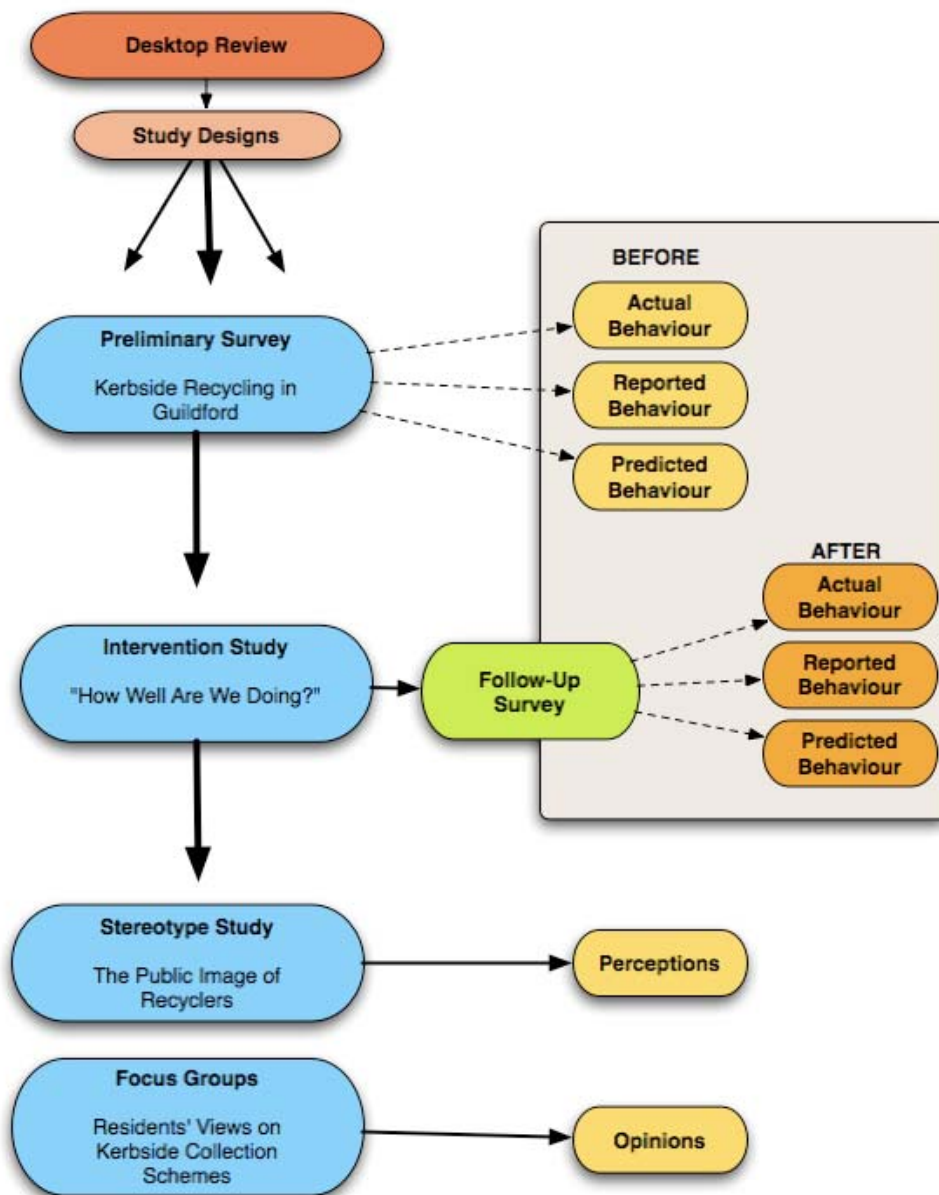 Desktop Review
Study Designs
BEFORE
Actual
Behaviour
Preliminary Survey
Kerbside Recycling in
Guildford
Reported
Behaviour
Predicted
Behaviour
AFTER
Actual
Behaviour
Intervention Study
"How Well Are We Doing?"
Follow-Up
Survey
Reported
Behaviour
Predicted
Behaviour
Stereotype Study
The Public Image of
Recyclers
Perceptions
Focus Groups
Residents' Views on
Kerbside Collection
Schemes
Opinions